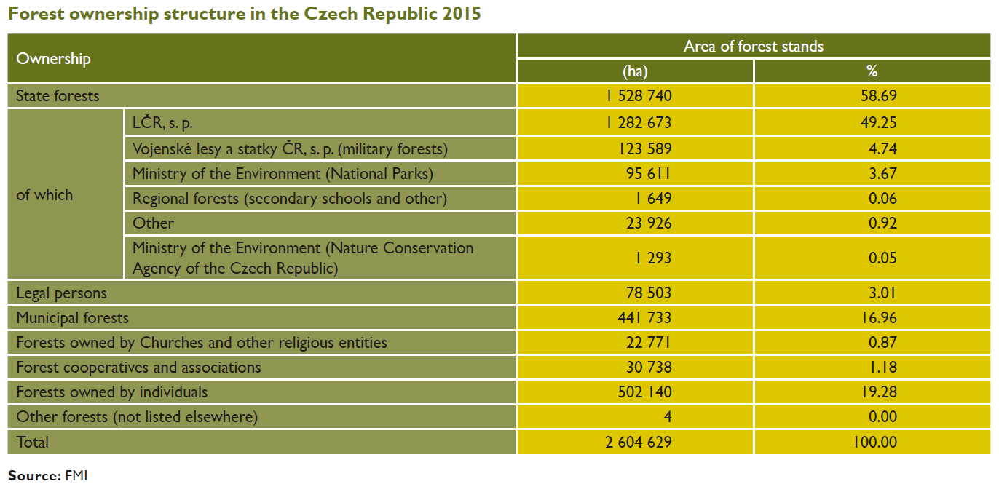 Forest ownership structure in the Czech Republic 2015
Ownership
Area of forest stands
(ha) %
State forests 1 528 740 58.69
of which
LČR, s. p. 1 282 673 49.25
Vojenské lesy a statky ČR, s. p. (military forests) 123 589 4.74
Ministry of the Environment (National Parks) 95 611 3.67
Regional forests (secondary schools and other) 1 649 0.06
Other 23 926 0.92
Ministry of the Environment (Nature Conservation
Agency of the Czech Republic) 1 293 0.05
Legal persons 78 503 3.01
Municipal forests 441 733 16.96
Forests owned by Churches and other religious entities 22 771 0.87
Forest cooperatives and associations 30 738 1.18
Forests owned by individuals 502 140 19.28
Other forests (not listed elsewhere) 4 0.00
Total 2 604 629 100.00
Source: FMI